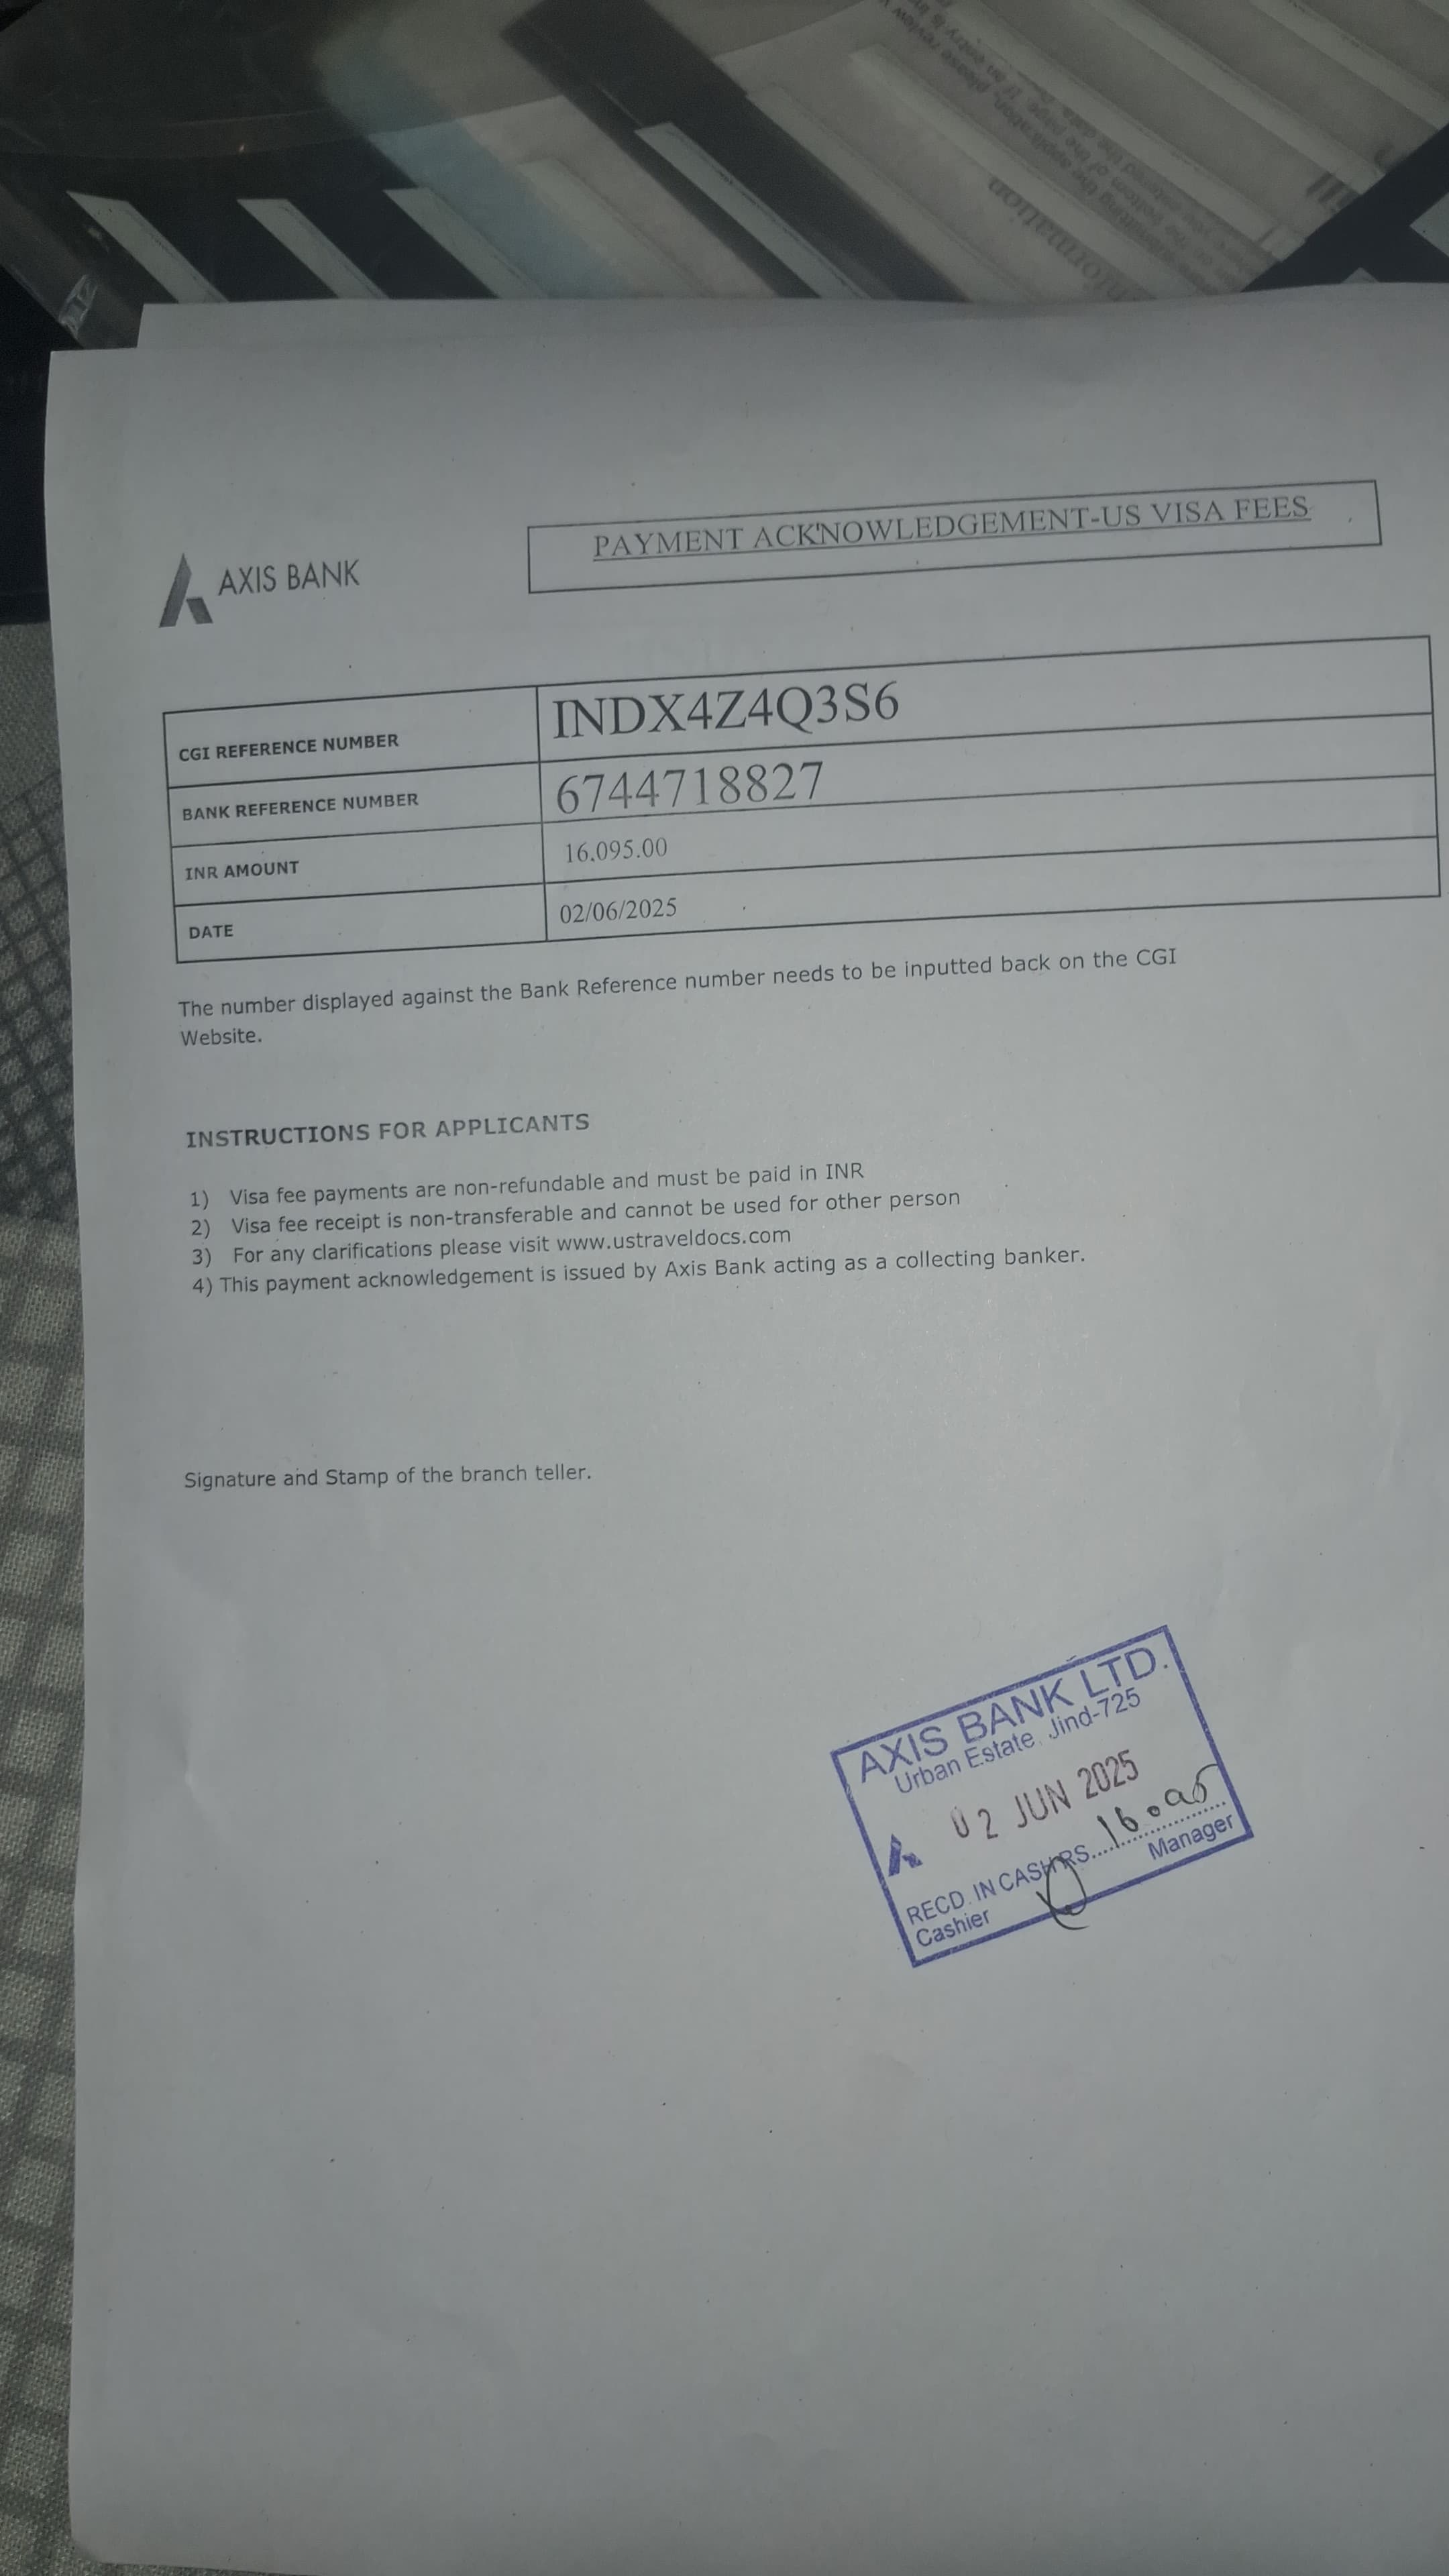 information
AXIS BANK
PAYMENT ACKNOWLEDGEMENT-US VISA FEES
CGI REFERENCE NUMBER INDX4Z4Q3S6
BANK REFERENCE NUMBER 6744718827
INR AMOUNT 16.095.00
DATE 02/06/2025
The number displayed against the Bank Reference number needs to be inputted back on the CGI
Website.
INSTRUCTIONS FOR APPLICANTS
1) Visa fee payments are non-refundable and must be paid in INR
2) Visa fee receipt is non-transferable and cannot be used for other person
3) For any clarifications please visit www.ustraveldocs.com
4) This payment acknowledgement is issued by Axis Bank acting as a collecting banker.
Signature and Stamp of the branch teller.
AXIS BANK LTD.
Urban Estate, Jind-725
02 JUN 2025
RECD. IN CASH RS. 16095
Cashier Manager